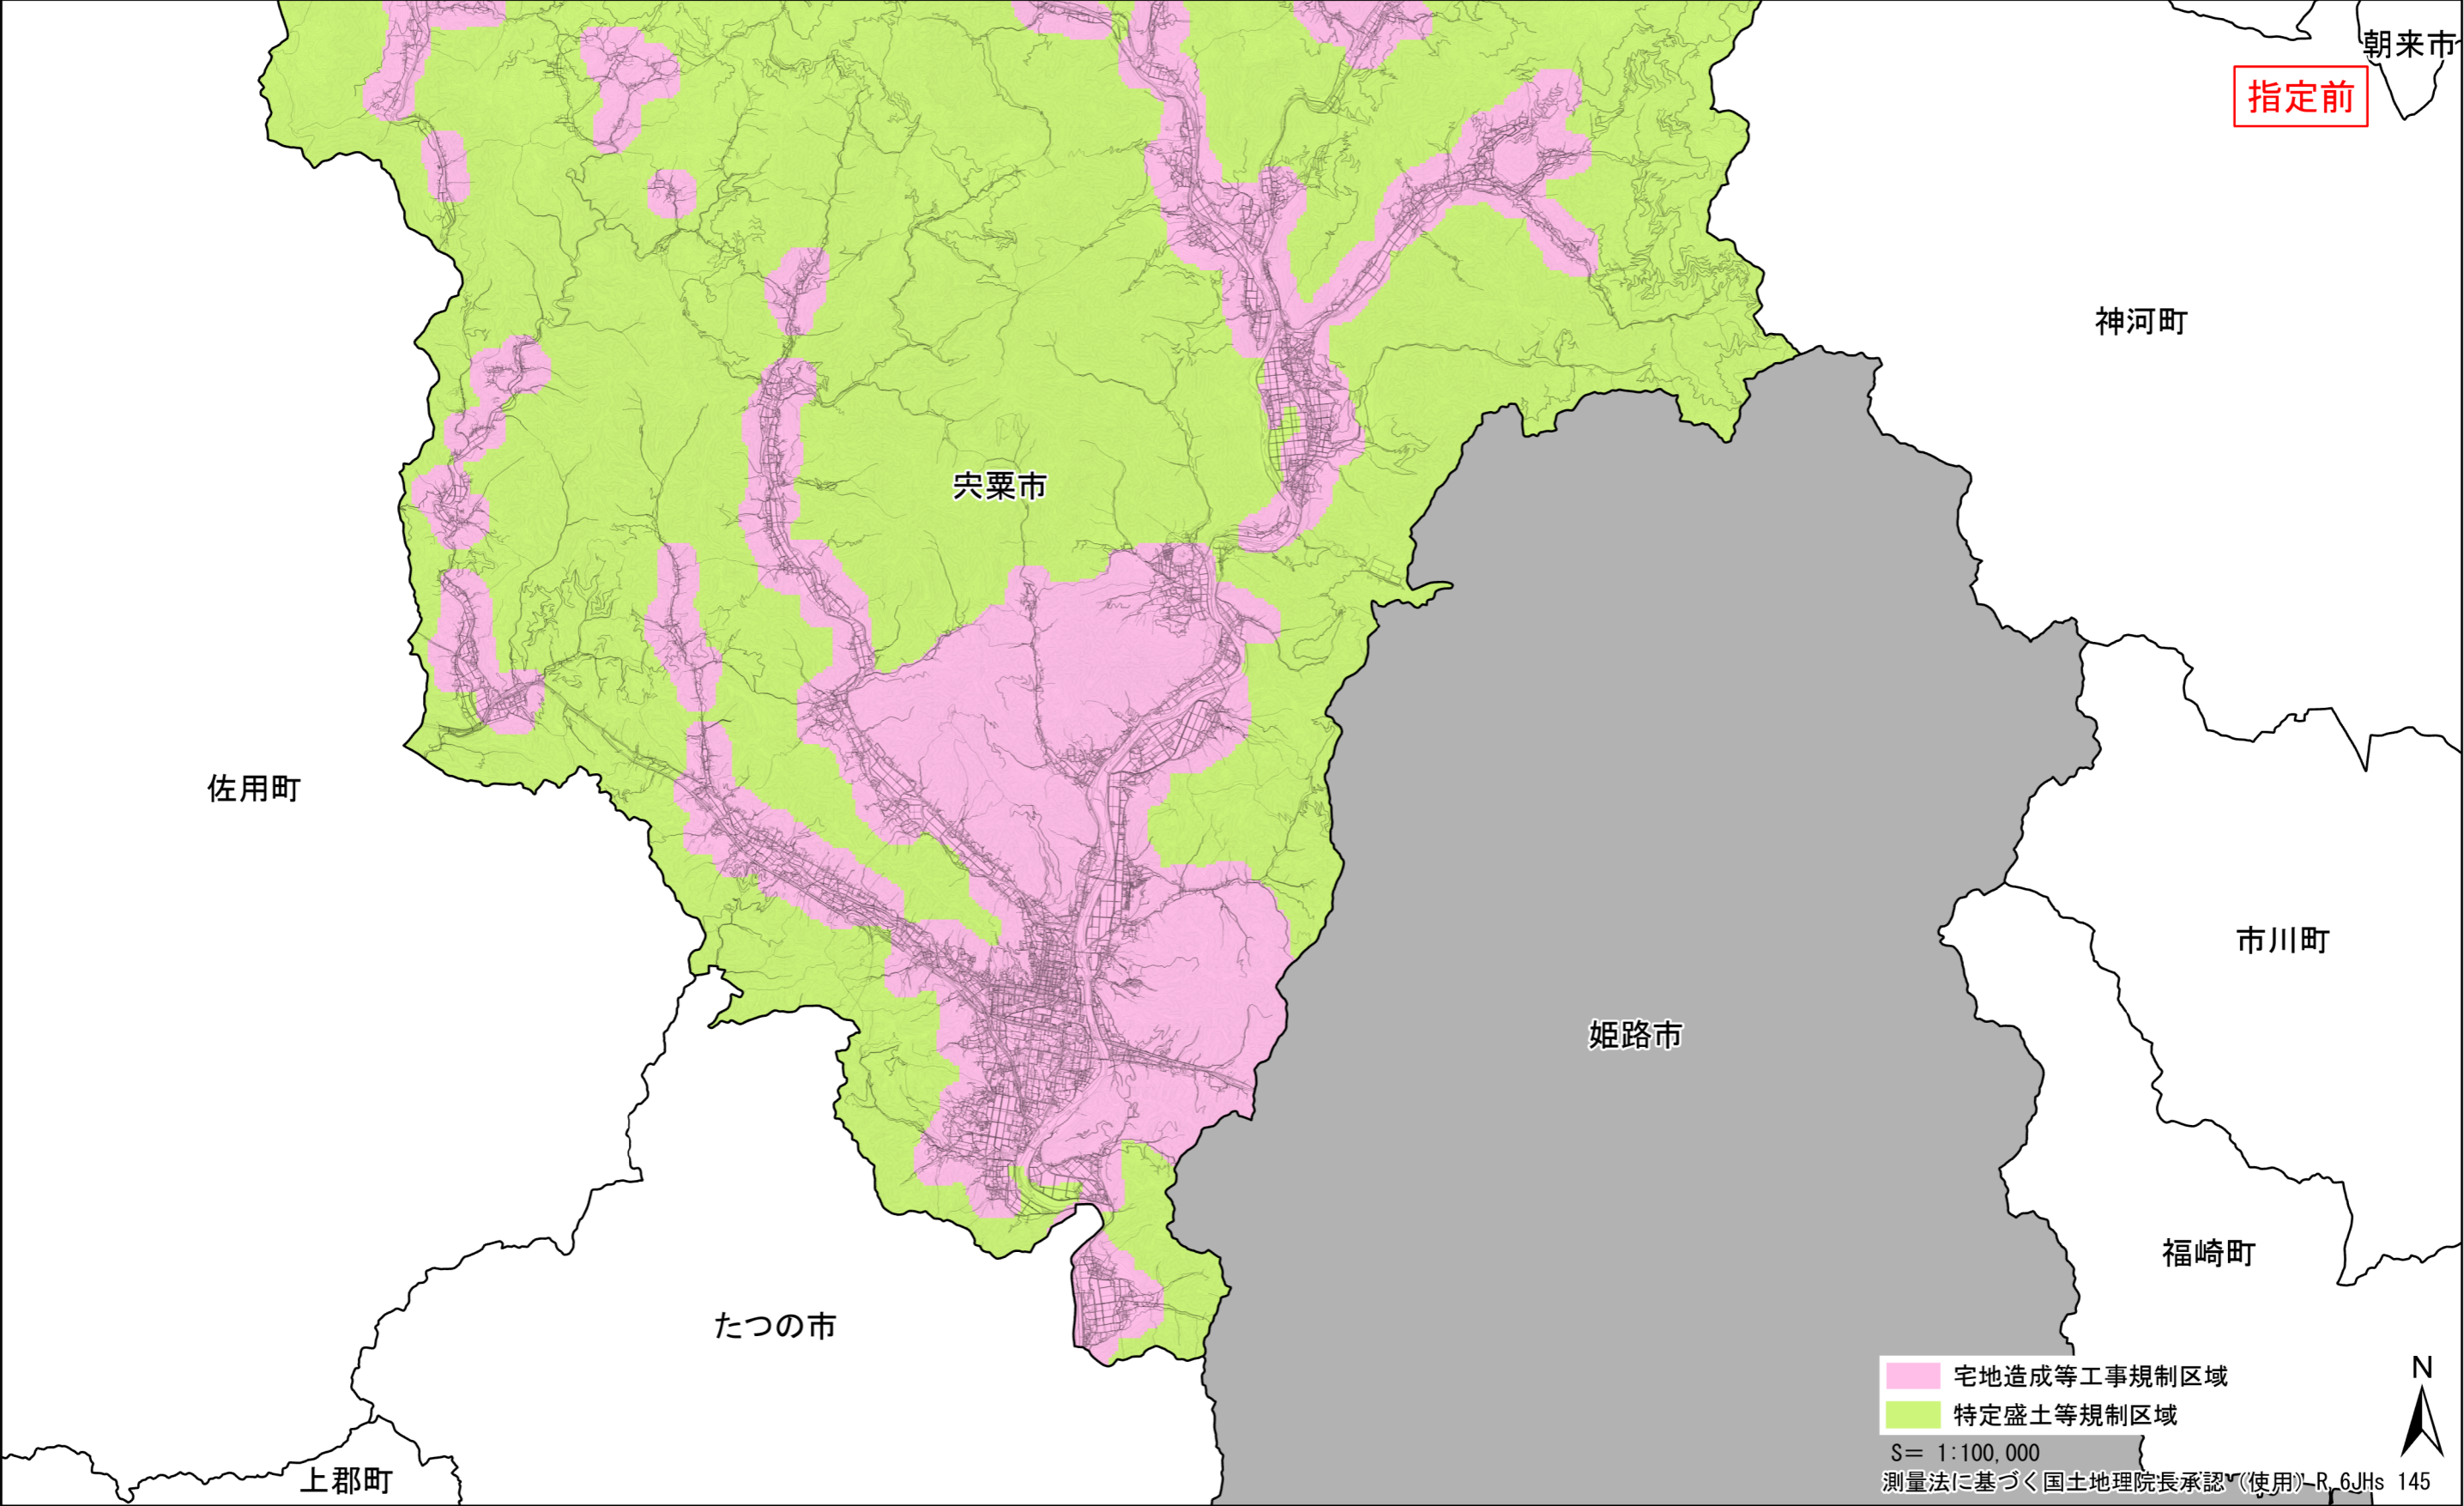 朝来市
指定前
神河町
宍粟市
佐用町
市川町
姫路市
福崎町
たつの市
上郡町
宅地造成等工事規制区域
特定盛土等規制区域
N
S= 1:100,000
測量法に基づく国土地理院長承認（使用）R 6JHs 145